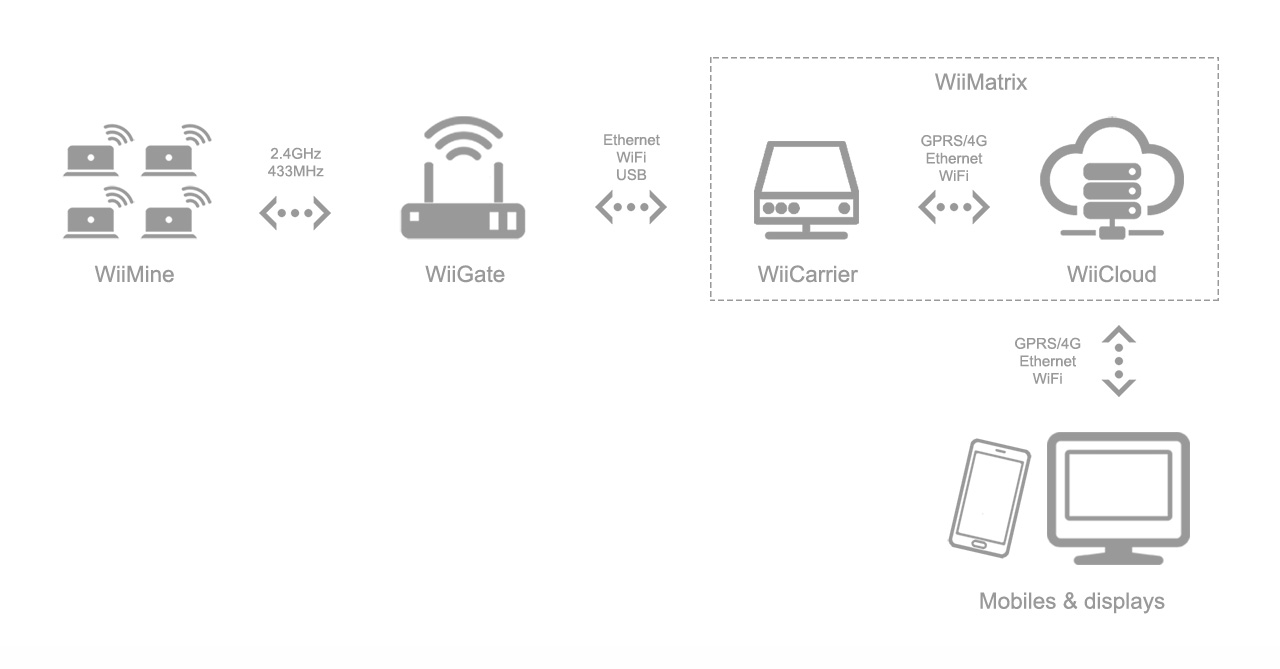 WiiMatrix
2.4GHz
433MHz
Ethernet
WiFi
USB
GPRS/4G
Ethernet
WiFi
WiiMine
WiiGate
WiiCarrier
WiiCloud
GPRS/4G
Ethernet
WiFi
Mobiles & displays